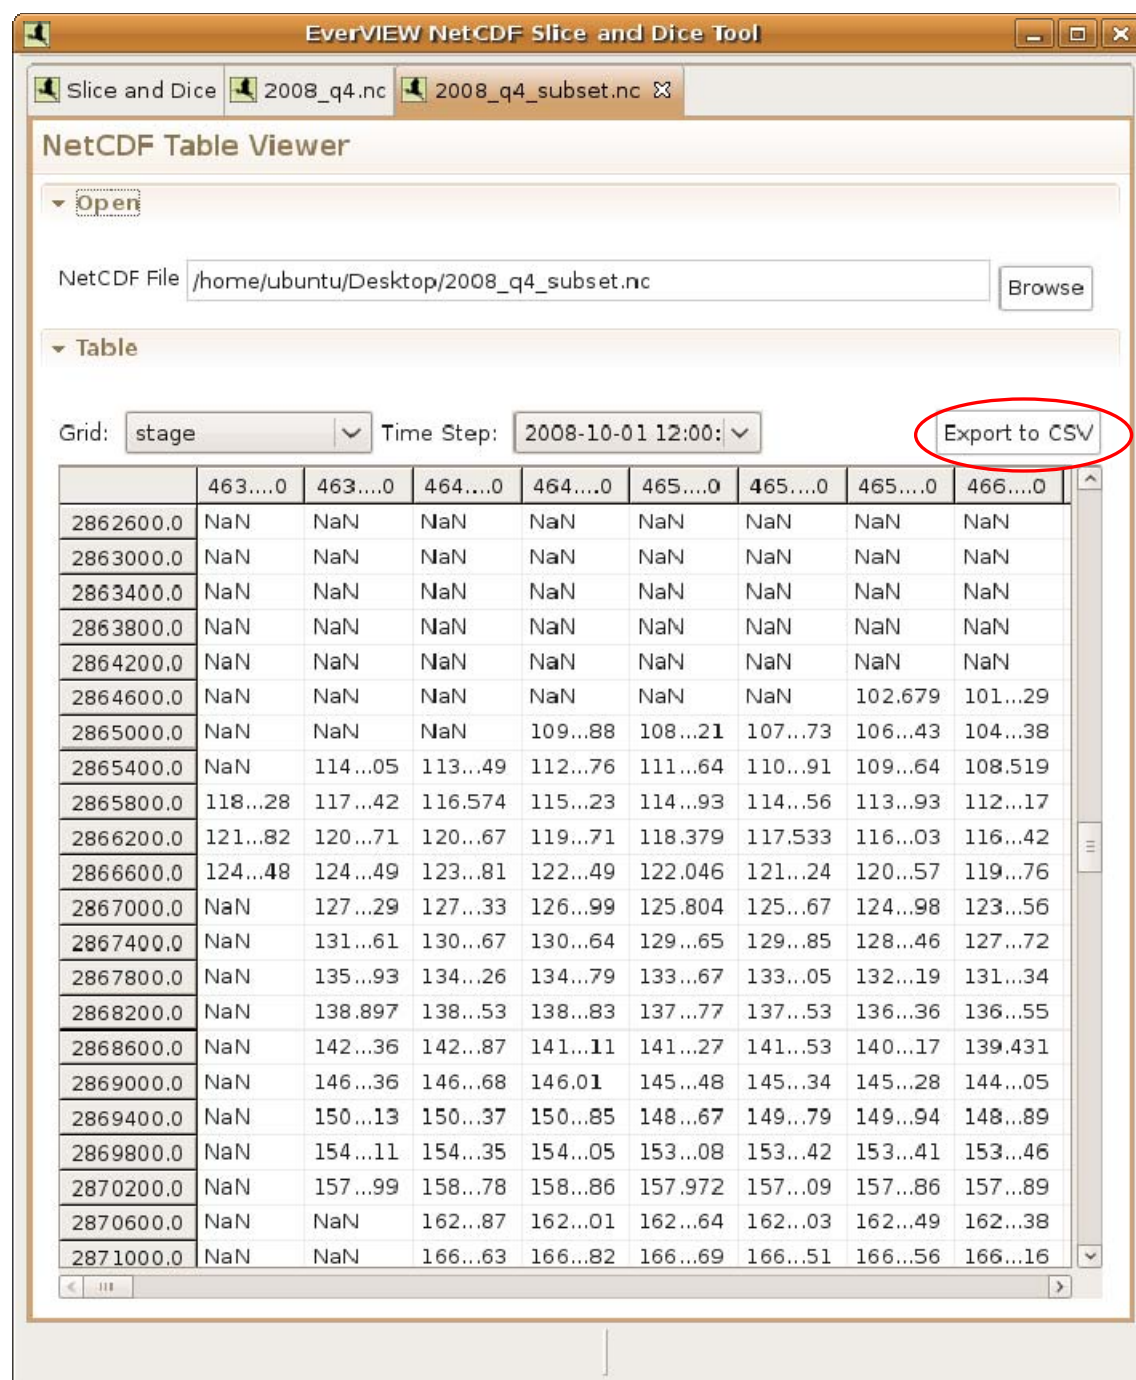 EverVIEW NetCDF Slice and Dice Tool
Slice and Dice 2008_q4.nc 2008_q4_subset.nc
NetCDF Table Viewer
Open
NetCDF File /home/ubuntu/Desktop/2008_q4_subset.nc Browse
Table
Grid: stage Time Step: 2008-10-01 12:00: Export to CSV
463....0 463....0 464....0 464....0 465....0 465....0 465....0 466....0
2862600.0 NaN NaN NaN NaN NaN NaN NaN NaN
2863000.0 NaN NaN NaN NaN NaN NaN NaN NaN
2863400.0 NaN NaN NaN NaN NaN NaN NaN NaN
2863800.0 NaN NaN NaN NaN NaN NaN NaN NaN
2864200.0 NaN NaN NaN NaN NaN NaN NaN NaN
2864600.0 NaN NaN NaN NaN NaN NaN 102.679 101...29
2865000.0 NaN NaN NaN 109...88 108...21 107...73 106...43 104...38
2865400.0 NaN 114...05 113...49 112...76 111...64 110...91 109...64 108.519
2865800.0 118...28 117...42 116.574 115...23 114...93 114...56 113...93 112...17
2866200.0 121...82 120...71 120...67 119...71 118.379 117.533 116...03 116...42
2866600.0 124...48 124...49 123...81 122...49 122.046 121...24 120...57 119...76
2867000.0 NaN 127...29 127...33 126...99 125.804 125...67 124...98 123...56
2867400.0 NaN 131...61 130...67 130...64 129...65 129...85 128...46 127...72
2867800.0 NaN 135...93 134...26 134...79 133...67 133...05 132...19 131...34
2868200.0 NaN 138.897 138...53 138...83 137...77 137...53 136...36 136...55
2868600.0 NaN 142...36 142...87 141...11 141...27 141...53 140...17 139.431
2869000.0 NaN 146...36 146...68 146.01 145...48 145...34 145...28 144...05
2869400.0 NaN 150...13 150...37 150...85 148...67 149...79 149...94 148...89
2869800.0 NaN 154...11 154...35 154...05 153...08 153...42 153...41 153...46
2870200.0 NaN 157...99 158...78 158...86 157.972 157...09 157...86 157...89
2870600.0 NaN NaN 162...87 162...01 162...64 162...03 162...49 162...38
2871000.0 NaN NaN 166...63 166...82 166...69 166...51 166...56 166...16